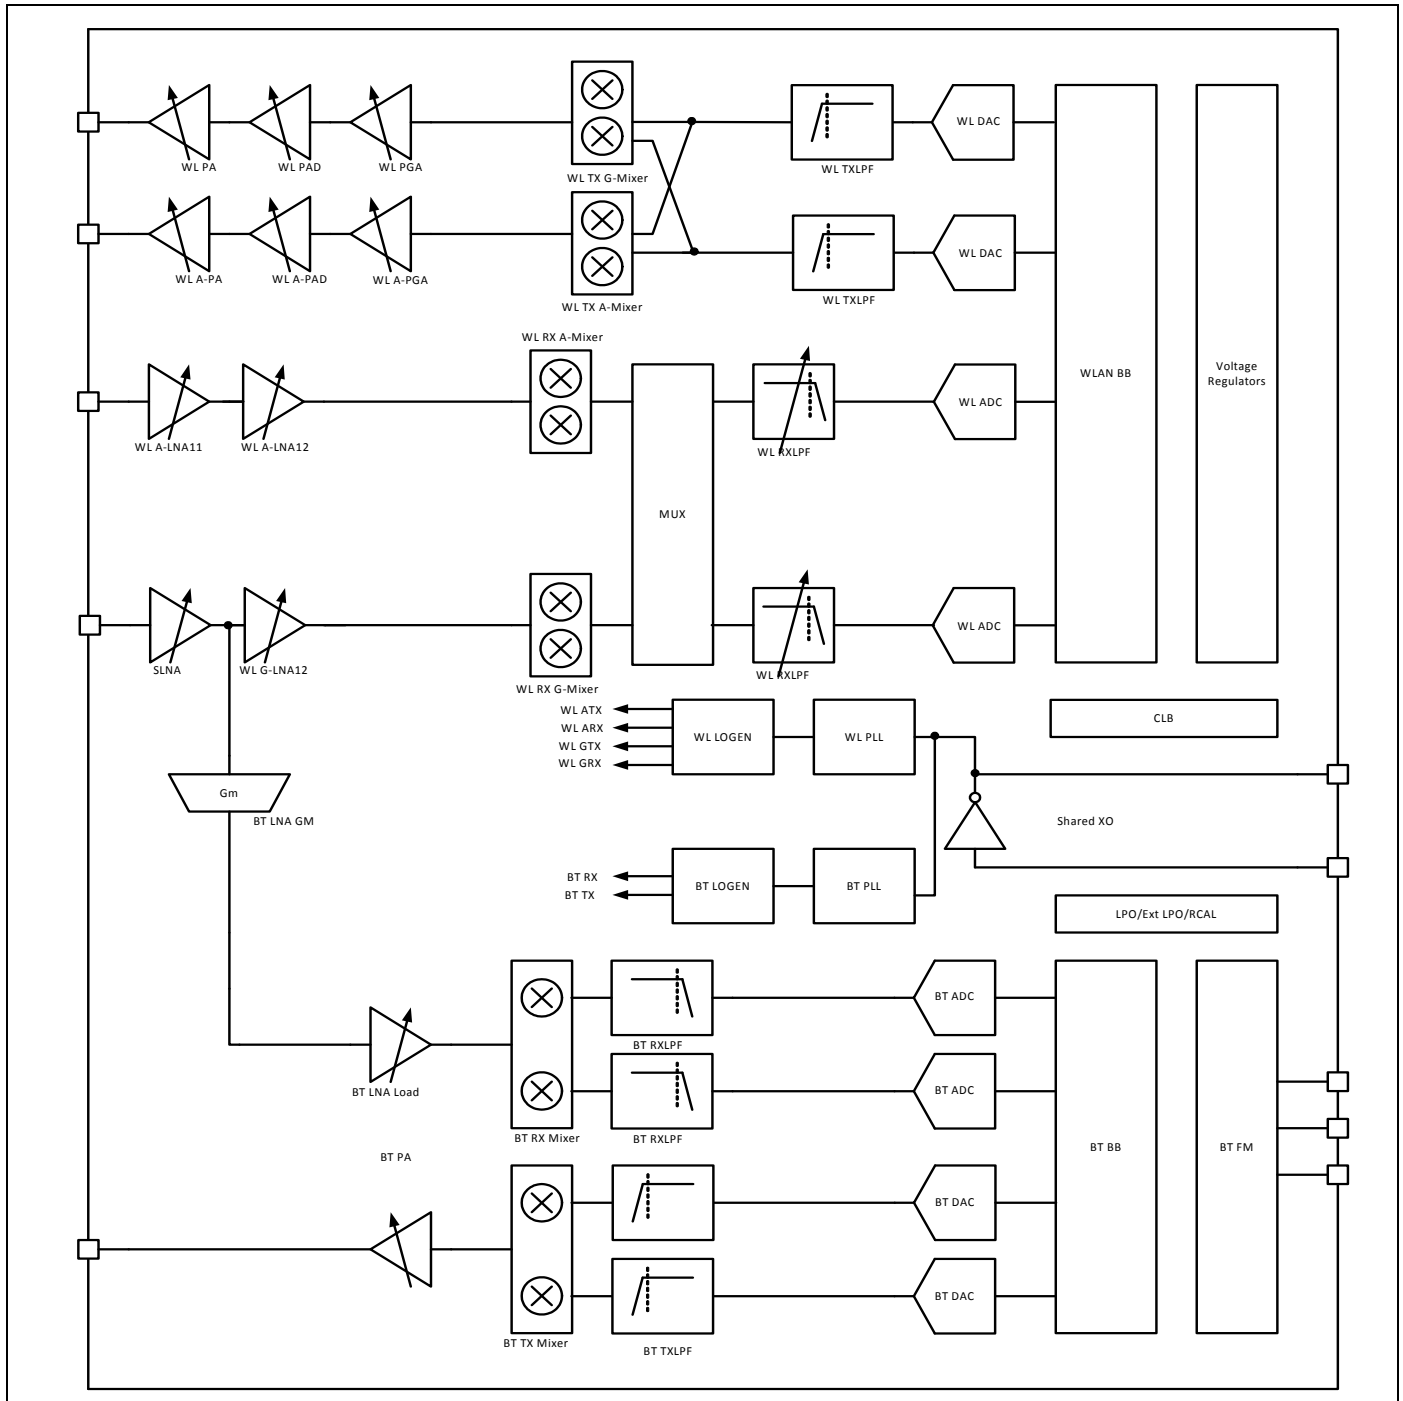 WL PA
WL PAD
WL PGA
WL TX G-Mixer
WL TXLPF
WL DAC
WL A-PA
WL A-PAD
WL A-PGA
WL TX A-Mixer
WL TXLPF
WL DAC
WL RX A-Mixer
WLAN BB
Voltage
Regulators
WL A-LNA11
WL A-LNA12
WL RXLPF
WL ADC
MUX
SLNA
WL G-LNA12
WL RX G-Mixer
WL RXLPF
WL ADC
WL ATX
WL ARX
WL GTX
WL GRX
WL LOGEN
WL PLL
CLB
Gm
BT LNA GM
Shared XO
BT RX
BT TX
BT LOGEN
BT PLL
LPO/Ext LPO/RCAL
BT RXLPF
BT ADC
BT LNA Load
BT RX Mixer
BT RXLPF
BT ADC
BT BB
BT FM
BT PA
BT DAC
BT TX Mixer
BT TXLPF
BT DAC